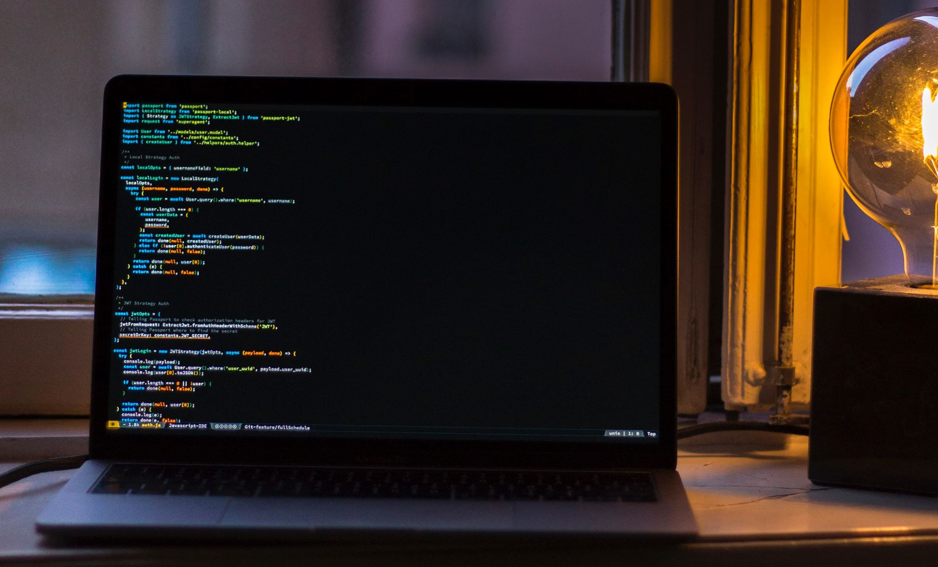 import passport from "passport";
import LocalStrategy from "passport-local";
import { Strategy as JWTStrategy, ExtractJwt } from "passport-jwt";
import request from "superagent";
import User from "../models/user.model";
import constants from "../config/constants";
import { createUser } from "../helpers/auth.helper";
/**
* Local Strategy Auth
*/
const localOpts = { usernameField: "username" };
const localLogin = new LocalStrategy(
localOpts,
async (username, password, done) => {
try {
const user = await User.query().where("username", username);
if (user.length === 0) {
const userData = {
username,
password,
};
const createdUser = await createUser(userData);
return done(null, createdUser);
} else if (!user[0].authenticateUser(password)) {
return done(null, false);
}
return done(null, user[0]);
} catch (e) {
return done(null, false);
}
},
);
/**
* JWT Strategy Auth
*/
const jwtOpts = {
// Telling Passport to check authorization headers for JWT
jwtFromRequest: ExtractJwt.fromAuthHeaderWithScheme("JWT"),
// Telling Passport where to find the secret
secretOrKey: constants.JWT_SECRET,
};
const jwtLogin = new JWTStrategy(jwtOpts, async (payload, done) => {
try {
console.log(payload);
const user = await User.query().where("user_uuid", payload.user_uuid);
console.log(user[0].toJSON());
if (user.length === 0 || !user) {
return done(null, false);
}
return done(null, user[0]);
} catch (e) {
console.log(e);
return done(e, false);
- 1.8k auth.js Javascript-IDE Git-feature/fullSchedule unix | 1: 0 Top